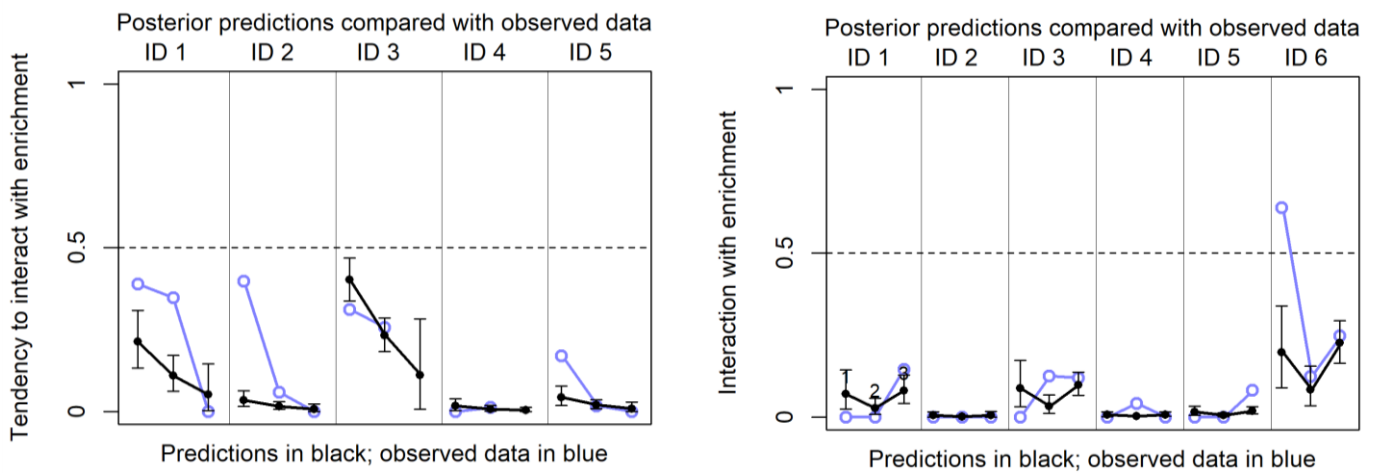 Posterior predictions compared with observed data
ID 1 ID 2 ID 3 ID 4 ID 5
Tendency to interact with enrichment
1
0.5
0
Predictions in black; observed data in blue
Posterior predictions compared with observed data
ID 1 ID 2 ID 3 ID 4 ID 5 ID 6
Interaction with enrichment
1
0.5
0
1 2 3
Predictions in black; observed data in blue